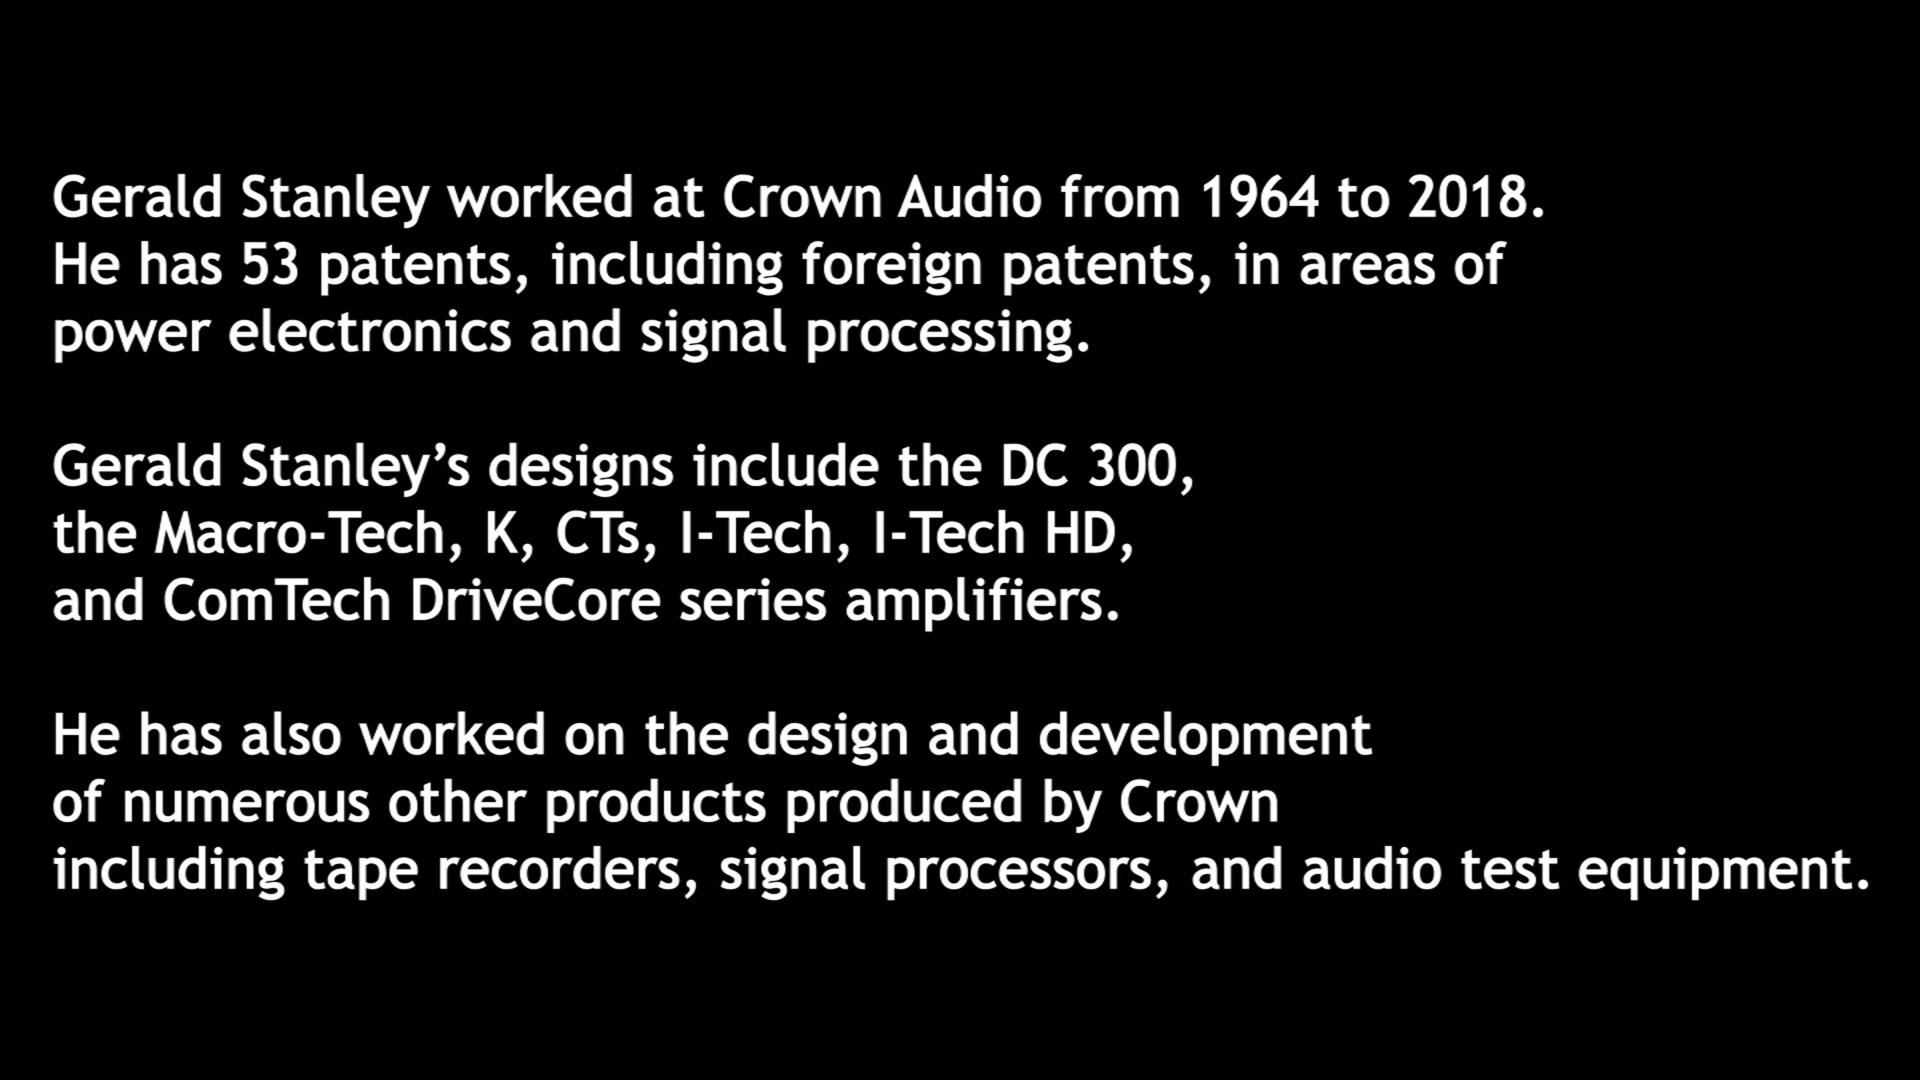 Gerald Stanley worked at Crown Audio from 1964 to 2018.
He has 53 patents, including foreign patents, in areas of
power electronics and signal processing.
Gerald Stanley’s designs include the DC 300,
the Macro-Tech, K, CTs, I-Tech, I-Tech HD,
and ComTech DriveCore series amplifiers.
He has also worked on the design and development
of numerous other products produced by Crown
including tape recorders, signal processors, and audio test equipment.